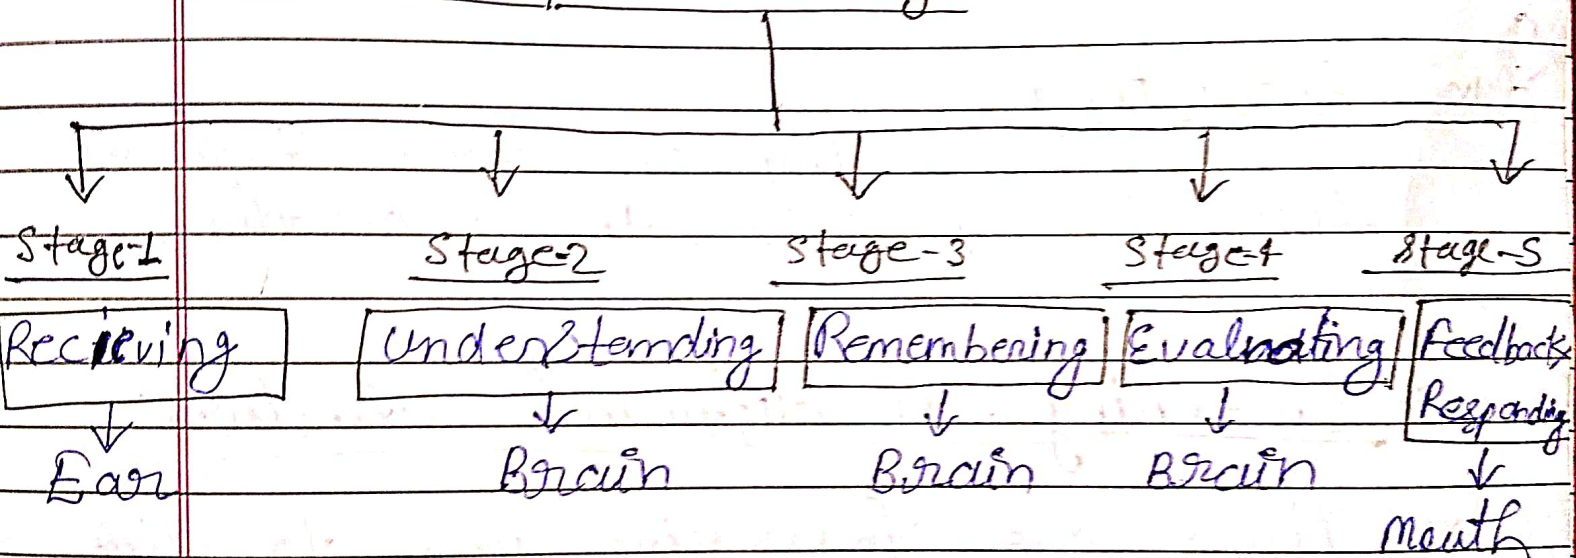 Stage-1 Stage-2 Stage-3 Stage-4 Stage-5
Recieving Understanding Remembering Evaluating Feedback/
Responding
Ear Brain Brain Brain
Mouth